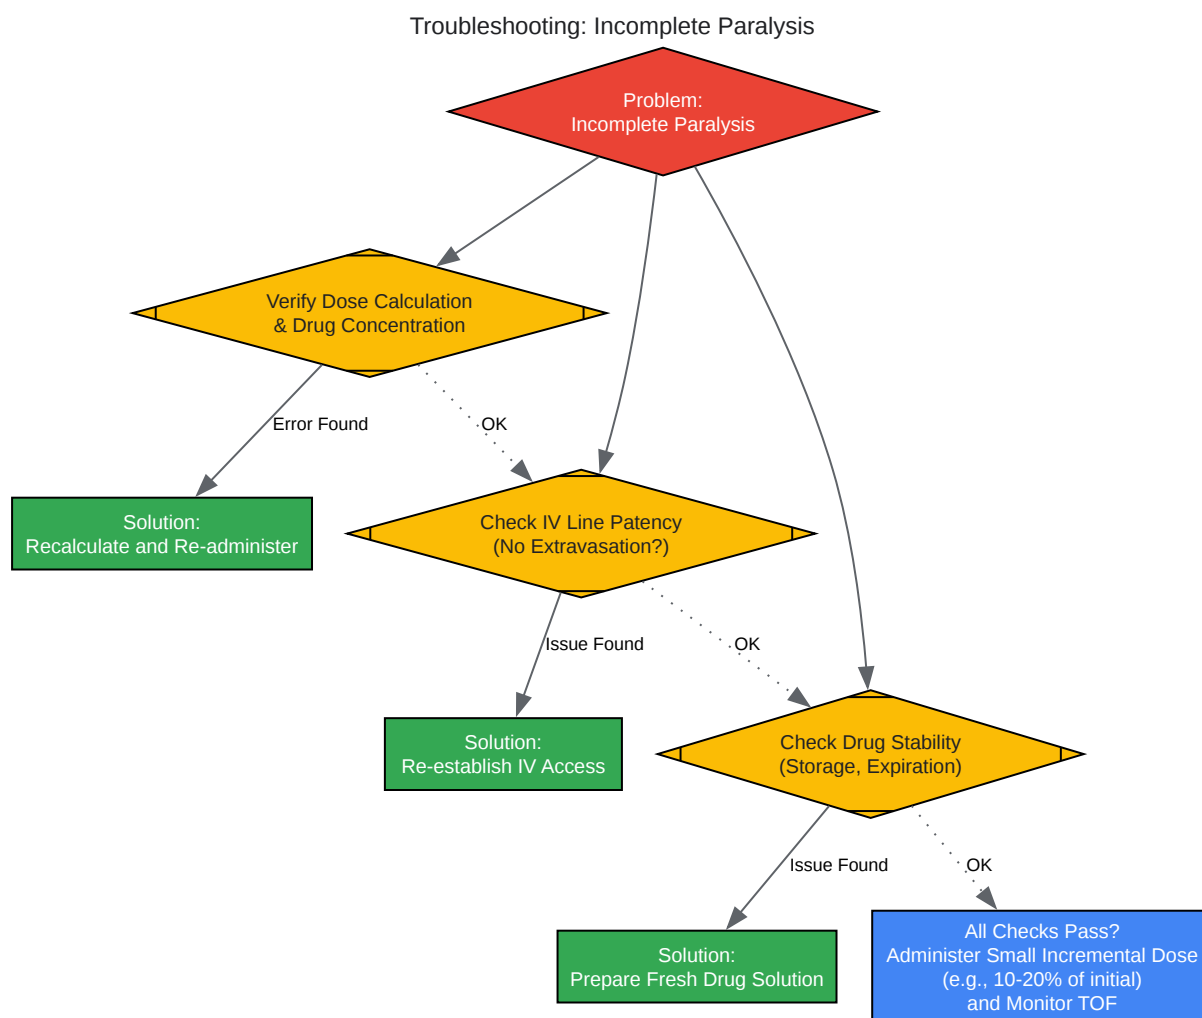 Troubleshooting: Incomplete Paralysis
Problem:
Incomplete Paralysis
Verify Dose Calculation
& Drug Concentration
Error Found
OK
Solution:
Recalculate and Re-administer
Check IV Line Patency
(No Extravasation?)
Issue Found
OK
Solution:
Re-establish IV Access
Check Drug Stability
(Storage, Expiration)
Issue Found
OK
Solution:
Prepare Fresh Drug Solution
All Checks Pass?
Administer Small Incremental Dose
(e.g., 10-20% of initial)
and Monitor TOF